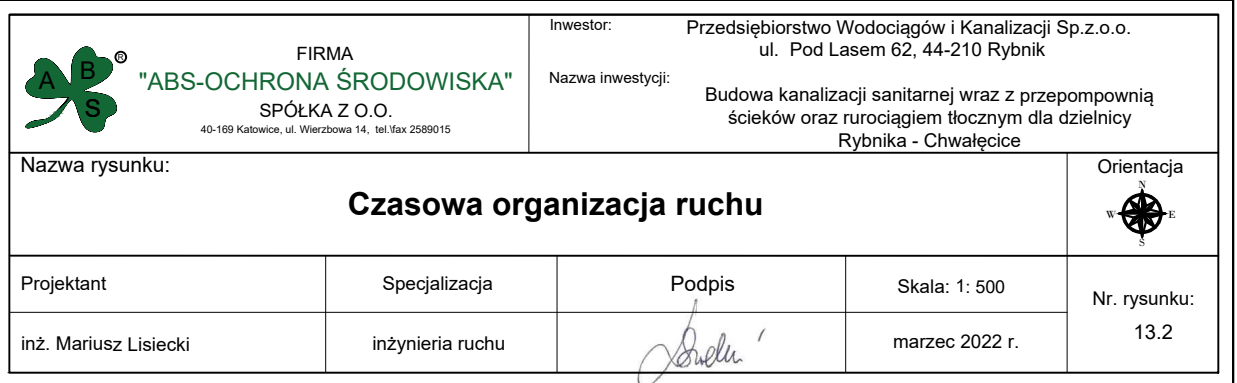 A B S ®
FIRMA
"ABS-OCHRONA ŚRODOWISKA"
SPÓŁKA Z O.O.
40-169 Katowice, ul. Wierzbowa 14, tel.\fax 2589015
Inwestor:
Przedsiębiorstwo Wodociągów i Kanalizacji Sp.z.o.o.
ul. Pod Lasem 62, 44-210 Rybnik
Nazwa inwestycji:
Budowa kanalizacji sanitarnej wraz z przepompownią
ścieków oraz rurociągiem tłocznym dla dzielnicy
Rybnika - Chwałęcice
Nazwa rysunku:
Czasowa organizacja ruchu
Orientacja
N
W E
S
Projektant
Specjalizacja
Podpis
Skala: 1: 500
Nr. rysunku:
13.2
inż. Mariusz Lisiecki
inżynieria ruchu
marzec 2022 r.